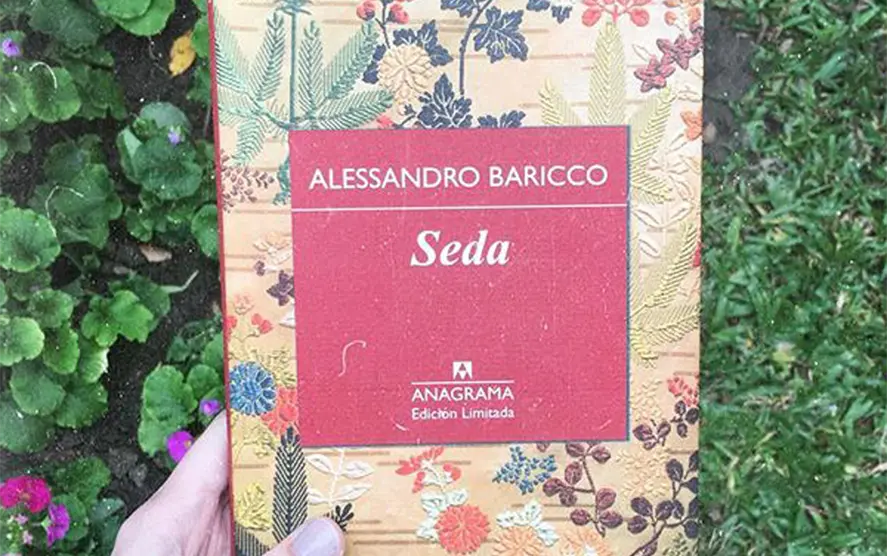 ALESSANDRO BARICCO
Seda
ANAGRAMA
Edición Limitada